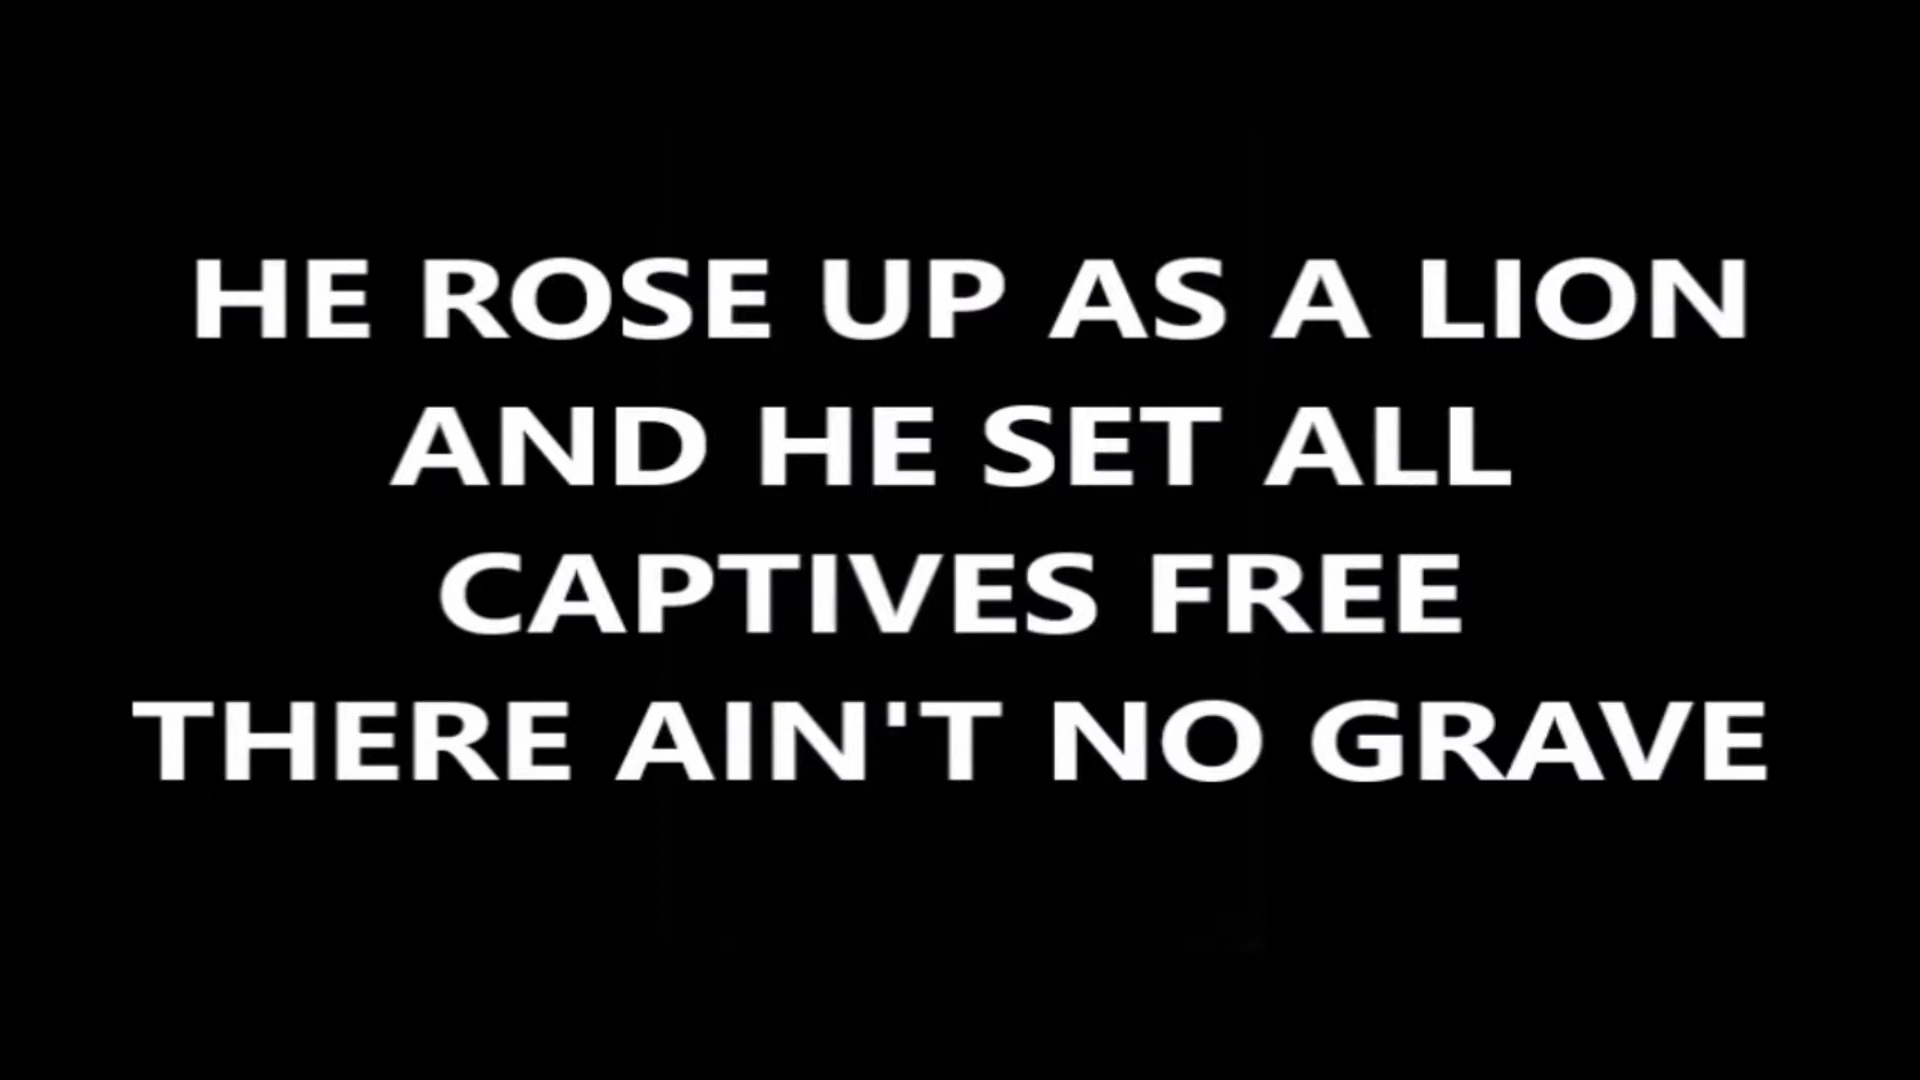 HE ROSE UP AS A LION
AND HE SET ALL
CAPTIVES FREE
THERE AIN'T NO GRAVE